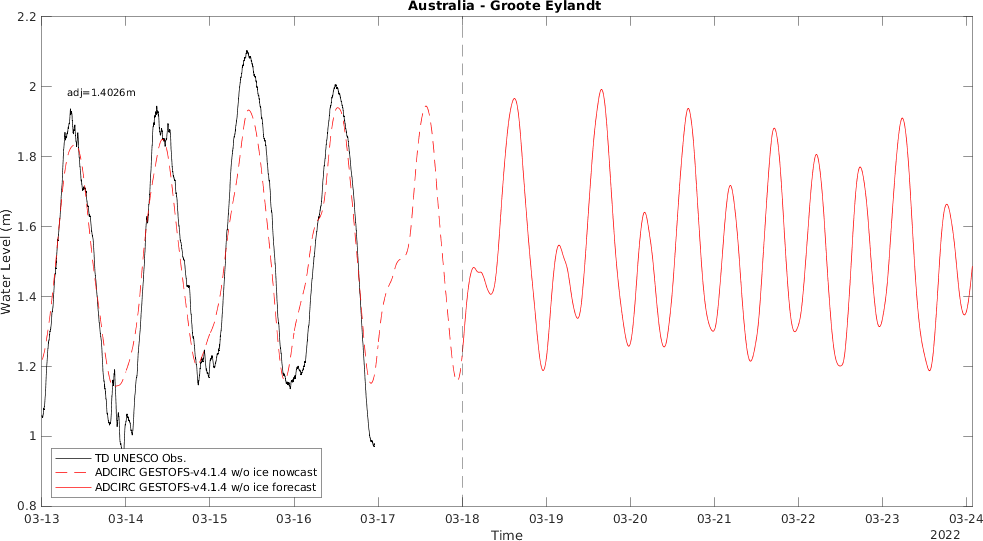 Australia - Groote Eylandt
adj=1.4026m
Water Level (m)
2.2
2
1.8
1.6
1.4
1.2
1
0.8
TD UNESCO Obs.
ADCIRC GESTOFS-v4.1.4 w/o ice nowcast
ADCIRC GESTOFS-v4.1.4 w/o ice forecast
03-13 03-14 03-15 03-16 03-17 03-18 03-19 03-20 03-21 03-22 03-23 03-24
Time
2022